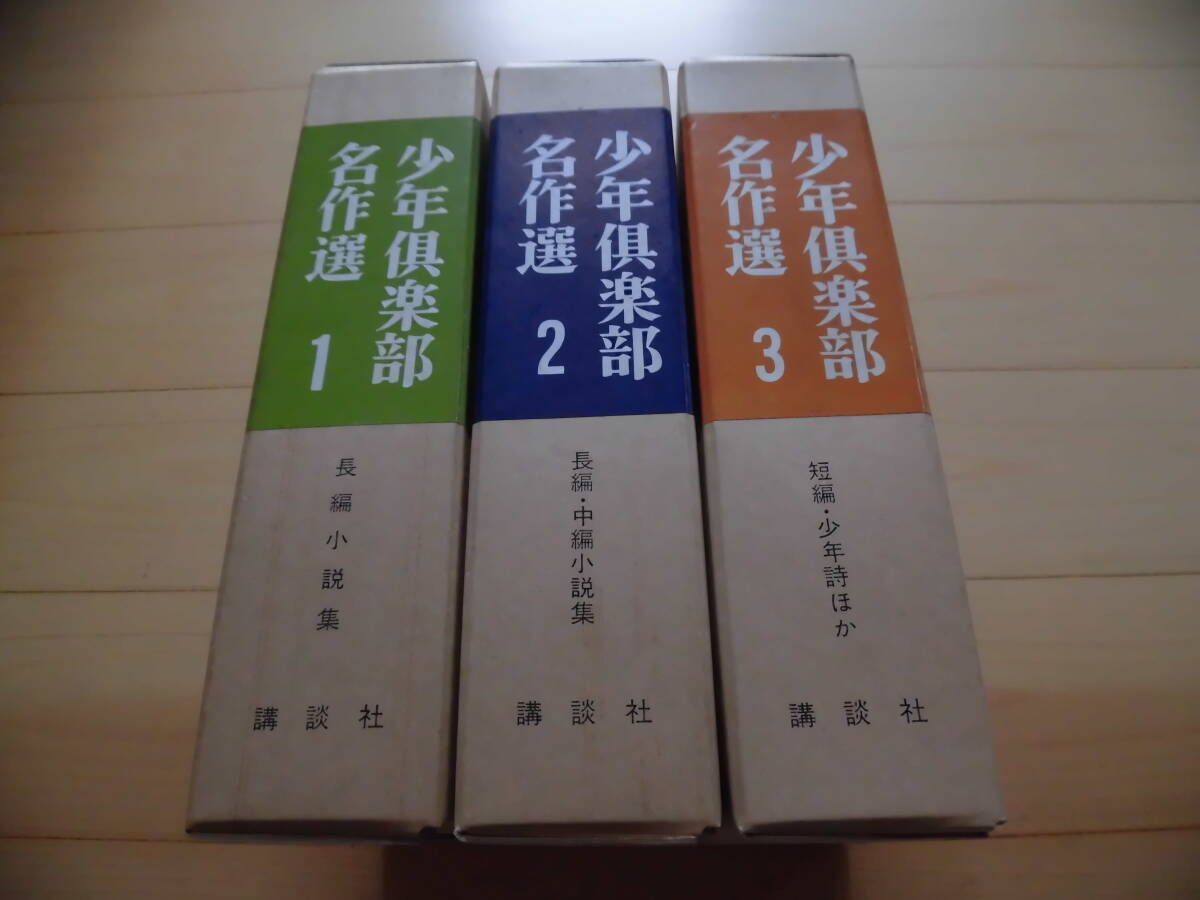 少年倶楽部
名作選
1
長編小説集
講談社
少年倶楽部
名作選
2
長編・中編小説集
講談社
少年倶楽部
名作選
3
短編・少年詩ほか
講談社